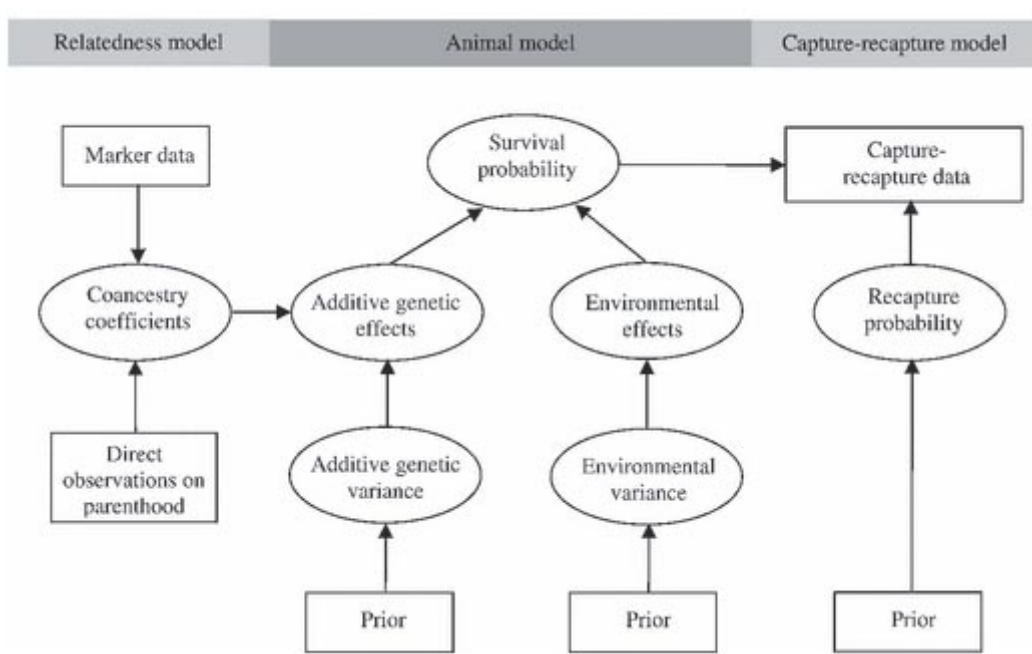 Relatedness model
Animal model
Capture-recapture model
Marker data
Survival
probability
Capture-
recapture data
Coancestry
coefficients
Additive genetic
effects
Environmental
effects
Recapture
probability
Direct
observations on
parenthood
Additive genetic
variance
Environmental
variance
Prior
Prior
Prior